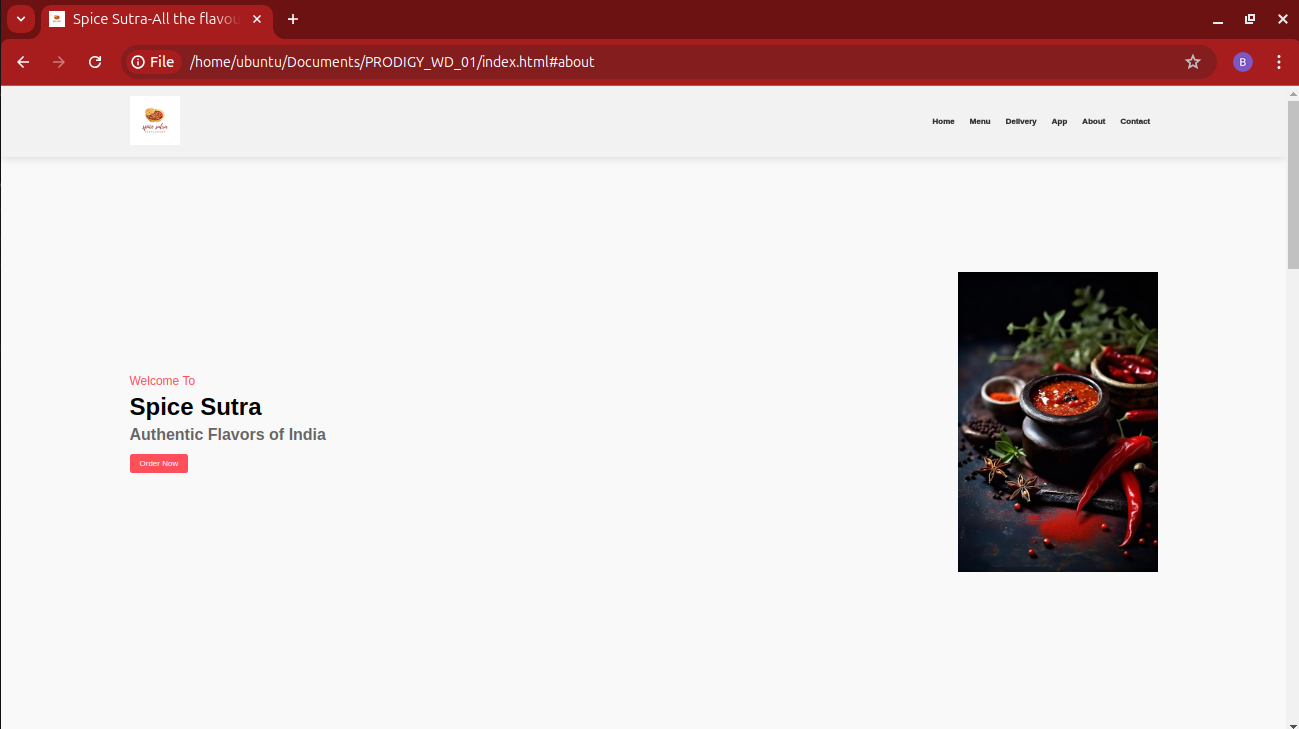 Spice Sutra-All the flavou
File
/home/ubuntu/Documents/PRODIGY_WD_01/index.html#about
B
spice sutra
Home Menu Delivery App About Contact
Welcome To
Spice Sutra
Authentic Flavors of India
Order Now